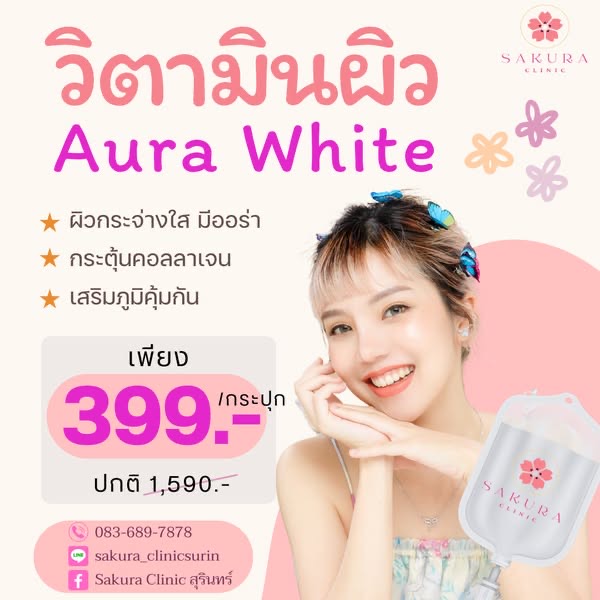 SAKURA
CLINIC
วิตามินผิว
Aura White
ผิวกระจ่างใส มีออร่า
กระตุ้นคอลลาเจน
เสริมภูมิคุ้มกัน
เพียง
399.- /กระปุก
ปกติ 1,590.-
083-689-7878
LINE sakura_clinicsurin
Sakura Clinic สุรินทร์
SAKURA
CLINIC